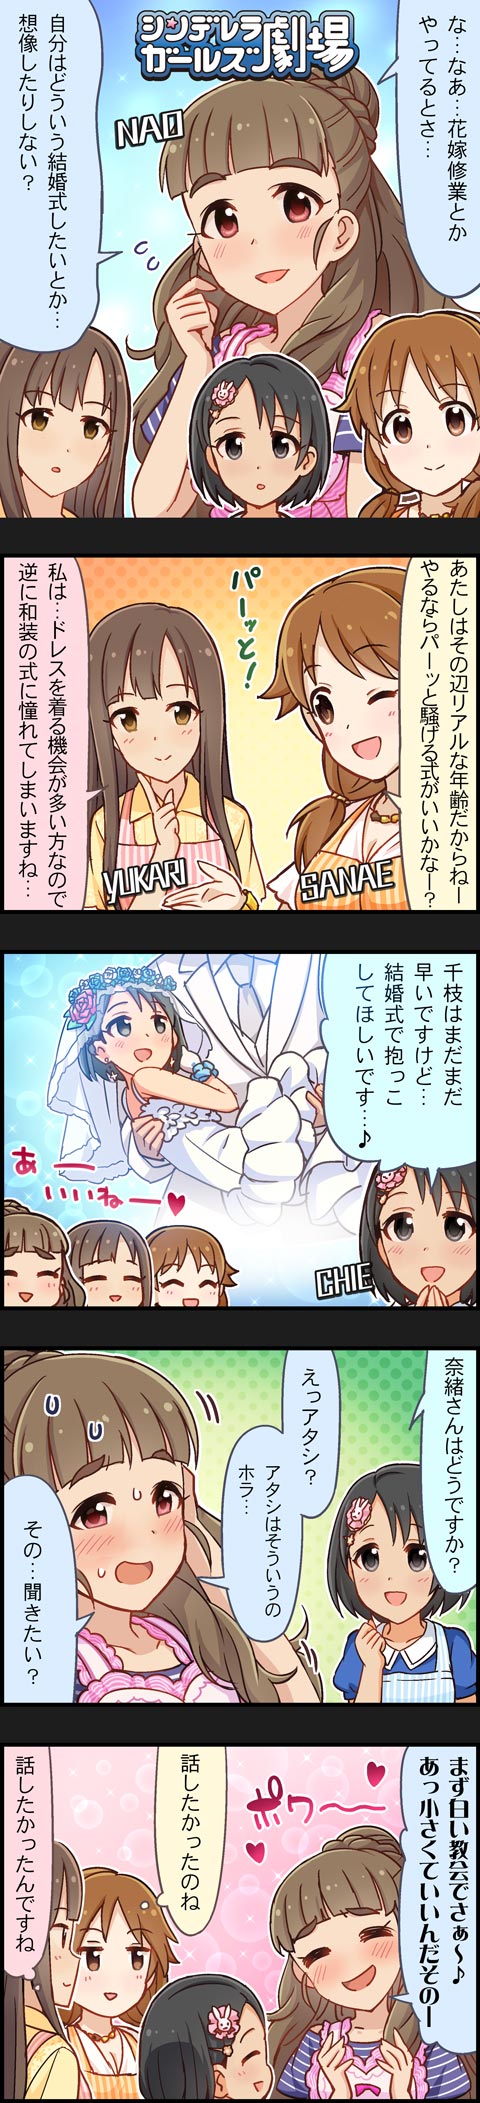 シンデレラ
ガールズ劇場
な…なあ…花嫁修業とか
やってるとさ…
NAO
自分はどういう結婚式したいとか…
想像したりしない？
あたしはその辺リアルな年齢だからねー
やるならパーッと騒げる式がいいかなー？
パーッと！
SANAE
私は…ドレスを着る機会が多い方なので
逆に和装の式に憧れてしまいますね…
YUKARI
千枝はまだまだ
早いですけど…
結婚式で抱っこ
してほしいです…♪
CHIE
あー
いいねー♥
奈緒さんはどうですか？
えっアタシ？
アタシはそういうの
ホラ…
その…聞きたい？
まず白い教会でさぁ～♪
あっ小さくていいんだそのー
ポワ～
話したかったのね
話したかったんですね